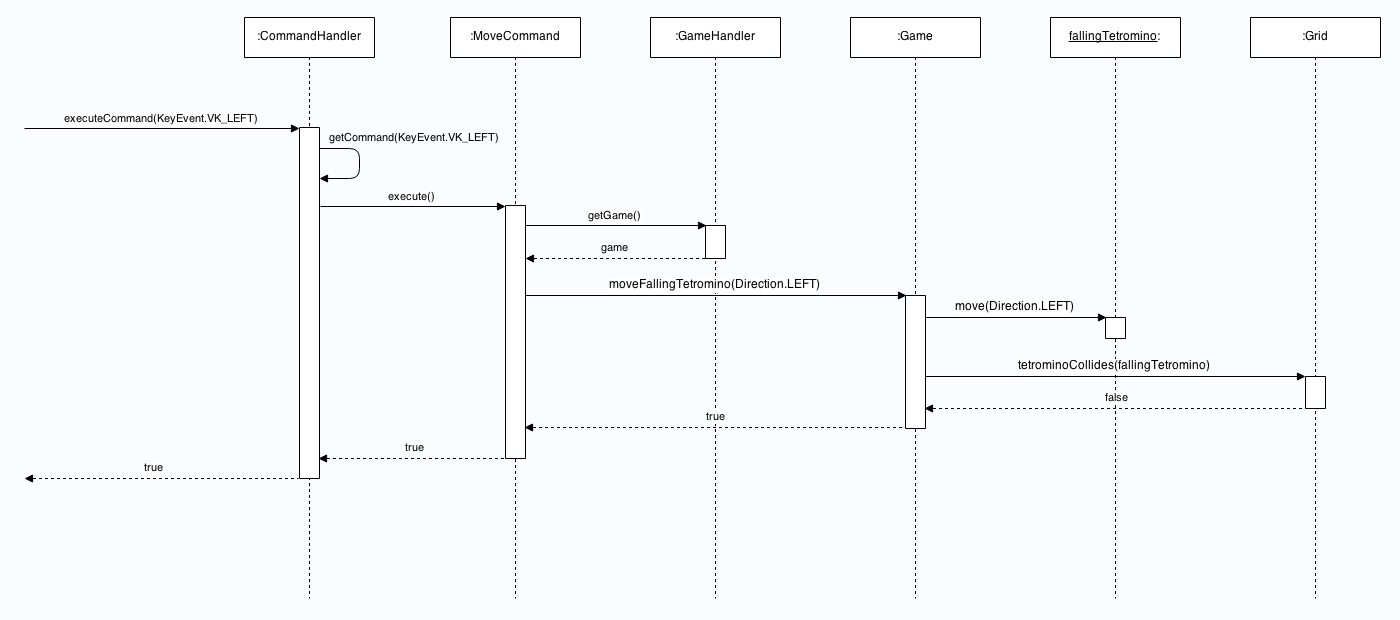 :CommandHandler
:MoveCommand
:GameHandler
:Game
fallingTetromino:
:Grid
executeCommand(KeyEvent.VK_LEFT)
getCommand(KeyEvent.VK_LEFT)
execute()
getGame()
game
moveFallingTetromino(Direction.LEFT)
move(Direction.LEFT)
tetrominoCollides(fallingTetromino)
false
true
true
true